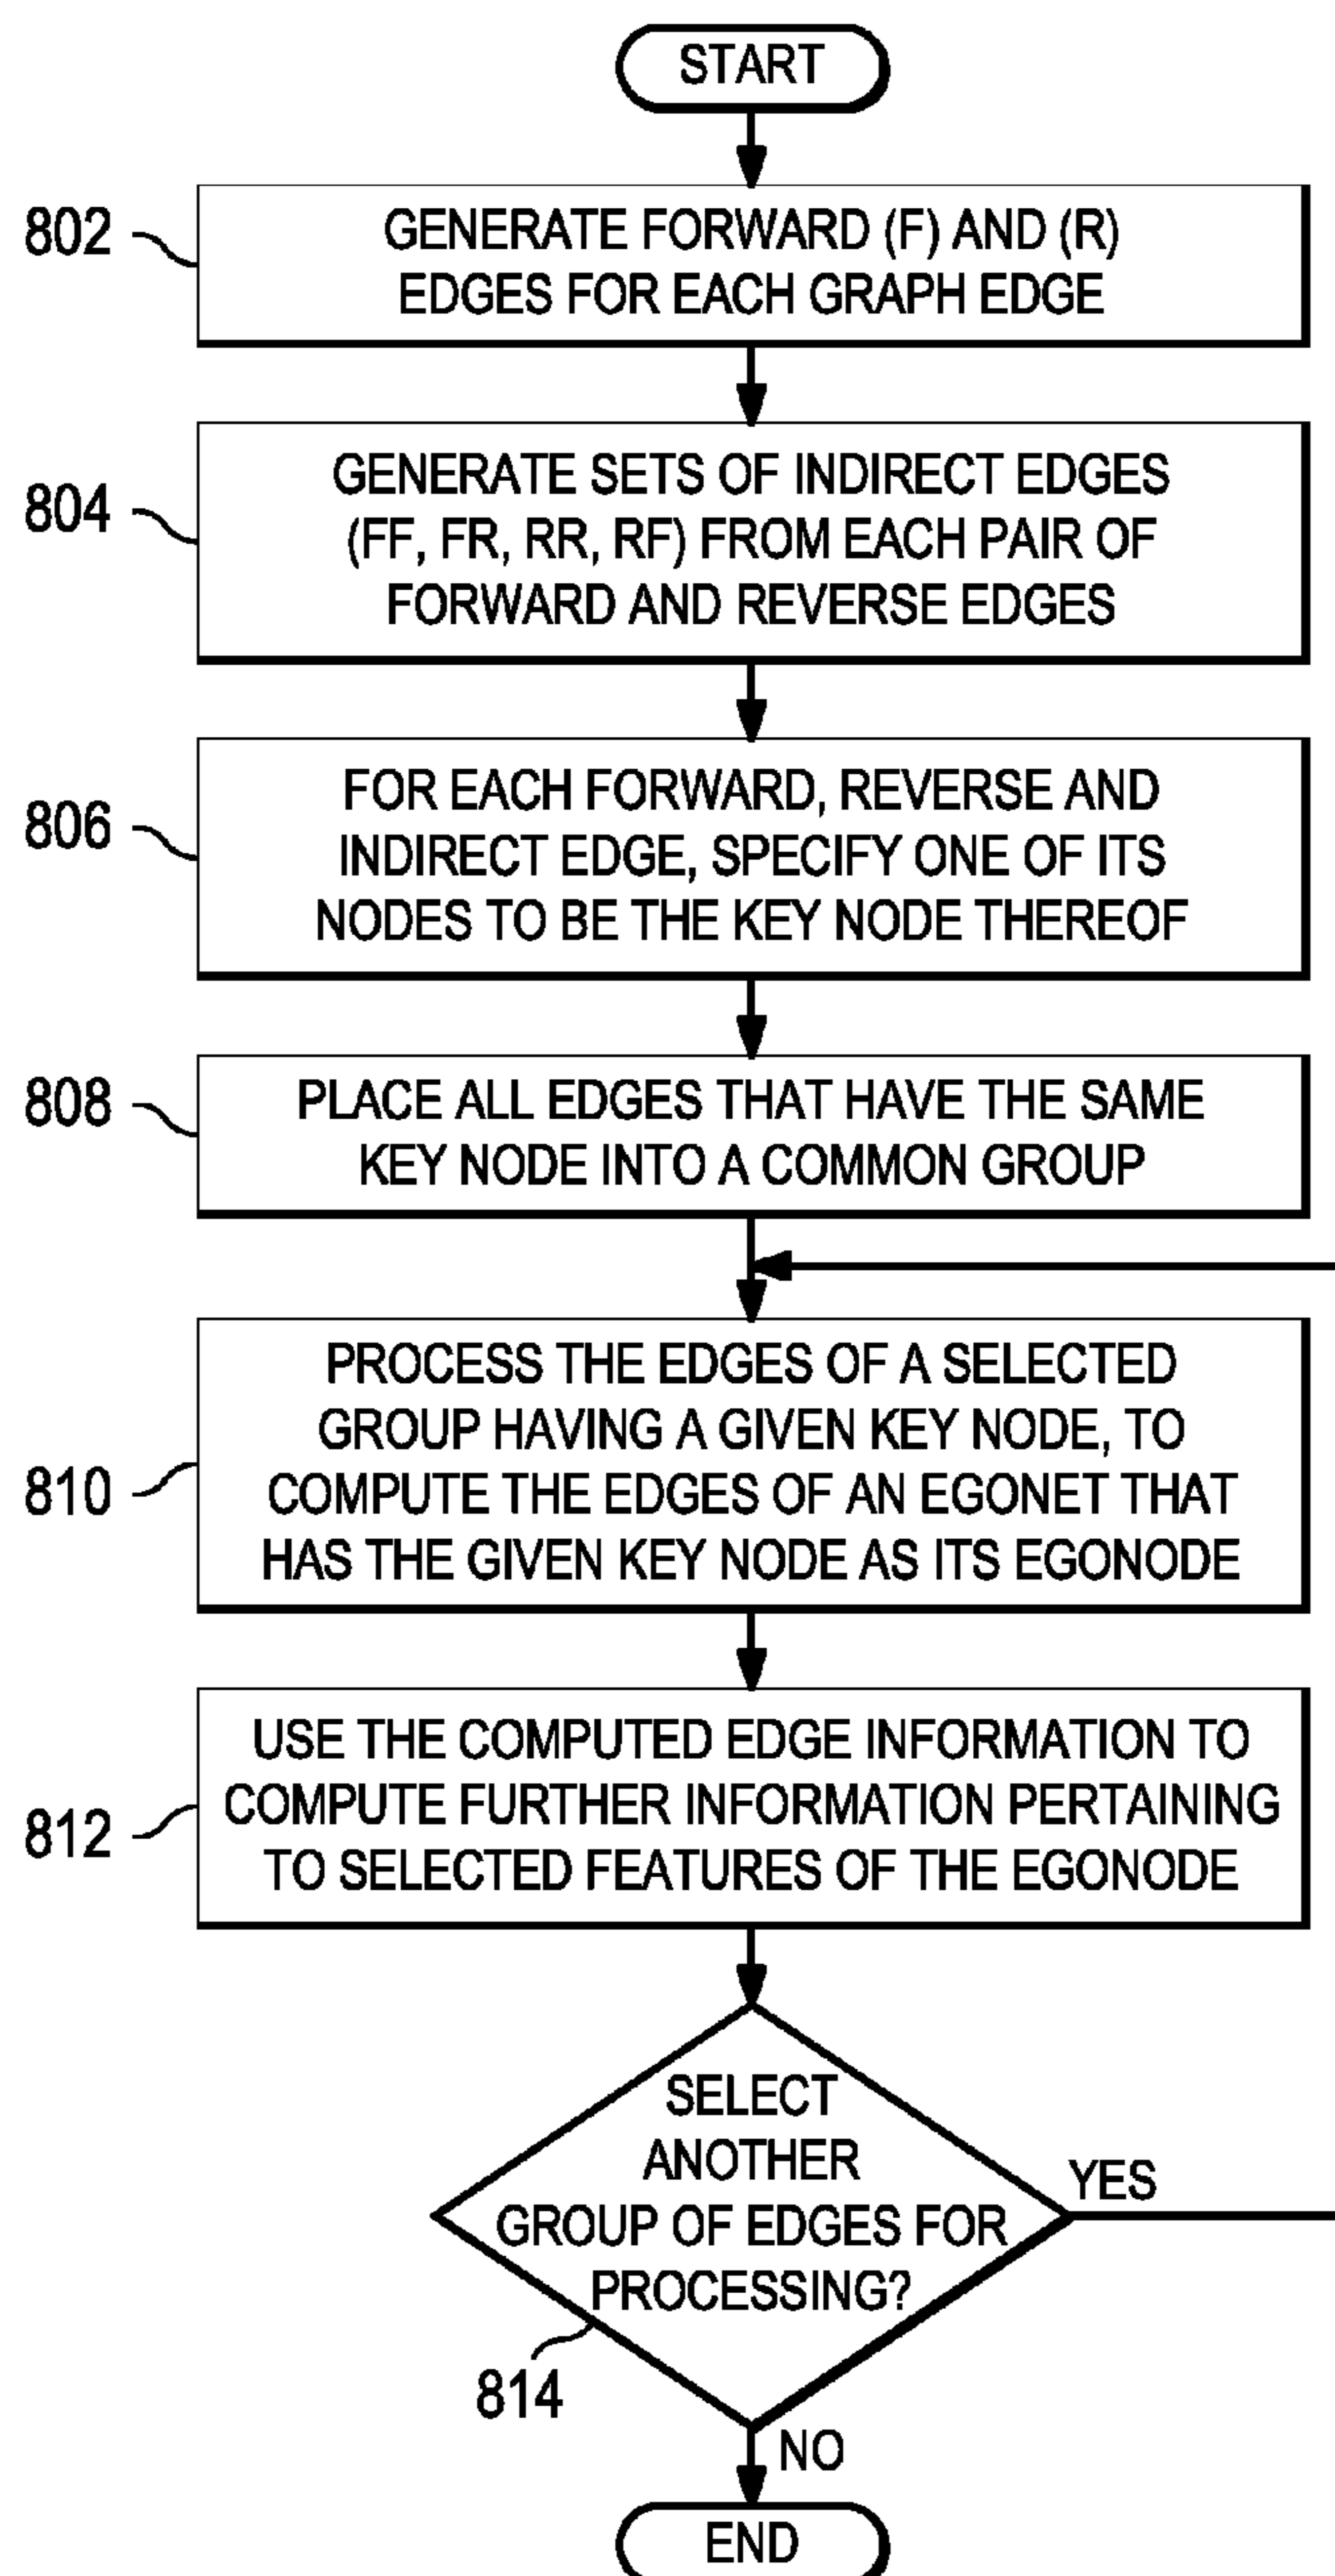 START
802
GENERATE FORWARD (F) AND (R)
EDGES FOR EACH GRAPH EDGE
804
GENERATE SETS OF INDIRECT EDGES
(FF, FR, RR, RF) FROM EACH PAIR OF
FORWARD AND REVERSE EDGES
806
FOR EACH FORWARD, REVERSE AND
INDIRECT EDGE, SPECIFY ONE OF ITS
NODES TO BE THE KEY NODE THEREOF
808
PLACE ALL EDGES THAT HAVE THE SAME
KEY NODE INTO A COMMON GROUP
810
PROCESS THE EDGES OF A SELECTED
GROUP HAVING A GIVEN KEY NODE, TO
COMPUTE THE EDGES OF AN EGONET THAT
HAS THE GIVEN KEY NODE AS ITS EGONODE
812
USE THE COMPUTED EDGE INFORMATION TO
COMPUTE FURTHER INFORMATION PERTAINING
TO SELECTED FEATURES OF THE EGONODE
SELECT
ANOTHER
GROUP OF EDGES FOR
PROCESSING?
YES
814
NO
END